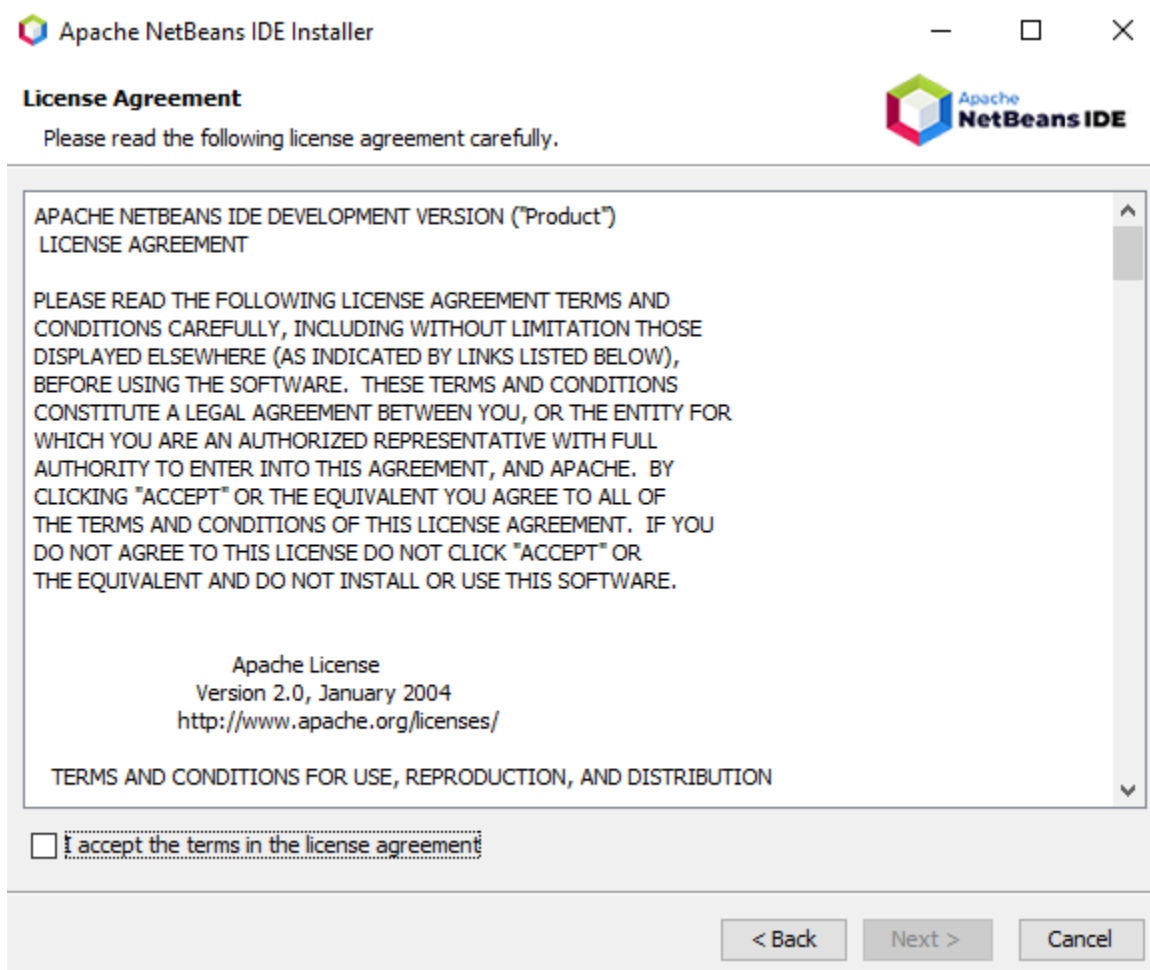 Apache NetBeans IDE Installer
License Agreement
Please read the following license agreement carefully.
Apache
NetBeans IDE
APACHE NETBEANS IDE DEVELOPMENT VERSION ("Product")
LICENSE AGREEMENT
PLEASE READ THE FOLLOWING LICENSE AGREEMENT TERMS AND
CONDITIONS CAREFULLY, INCLUDING WITHOUT LIMITATION THOSE
DISPLAYED ELSEWHERE (AS INDICATED BY LINKS LISTED BELOW),
BEFORE USING THE SOFTWARE.  THESE TERMS AND CONDITIONS
CONSTITUTE A LEGAL AGREEMENT BETWEEN YOU, OR THE ENTITY FOR
WHICH YOU ARE AN AUTHORIZED REPRESENTATIVE WITH FULL
AUTHORITY TO ENTER INTO THIS AGREEMENT, AND APACHE.  BY
CLICKING "ACCEPT" OR THE EQUIVALENT YOU AGREE TO ALL OF
THE TERMS AND CONDITIONS OF THIS LICENSE AGREEMENT.  IF YOU
DO NOT AGREE TO THIS LICENSE DO NOT CLICK "ACCEPT" OR
THE EQUIVALENT AND DO NOT INSTALL OR USE THIS SOFTWARE.
Apache License
Version 2.0, January 2004
http://www.apache.org/licenses/
TERMS AND CONDITIONS FOR USE, REPRODUCTION, AND DISTRIBUTION
I accept the terms in the license agreement
< Back
Next >
Cancel